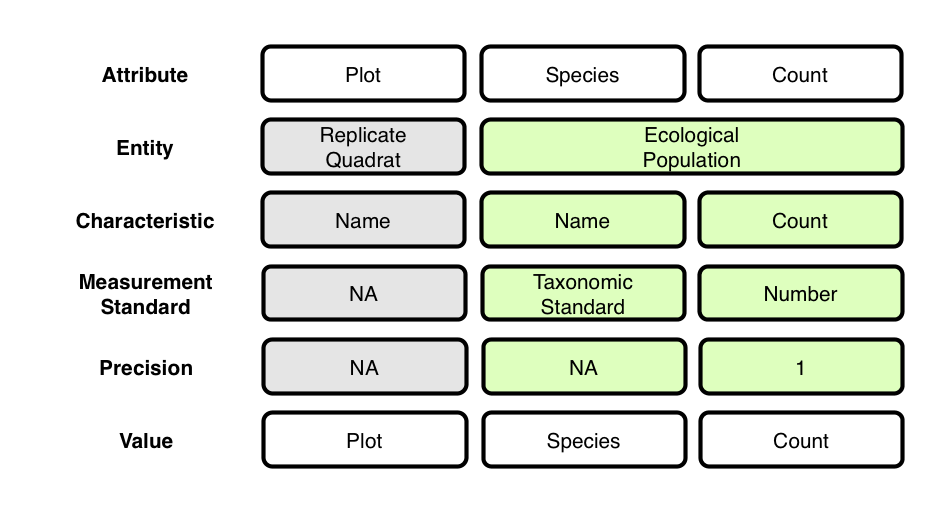 Attribute Plot Species Count
Entity Replicate Quadrat Ecological Population
Characteristic Name Name Count
Measurement Standard NA Taxonomic Standard Number
Precision NA NA 1
Value Plot Species Count